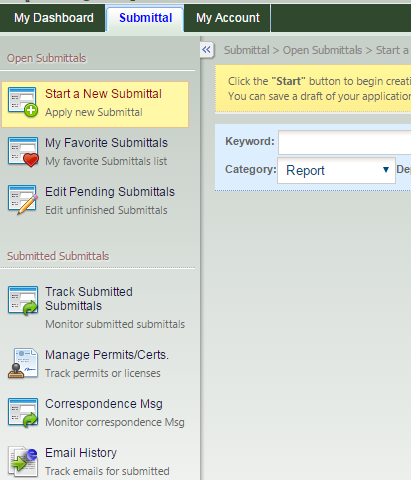 My Dashboard Submittal My Account
Open Submittals
Start a New Submittal
Apply new Submittal
My Favorite Submittals
My favorite Submittals list
Edit Pending Submittals
Edit unfinished Submittals
Submitted Submittals
Track Submitted
Submittals
Monitor submitted submittals
Manage Permits/Certs.
Track permits or licenses
Correspondence Msg
Monitor correspondence Msg
Email History
Track emails for submitted
Submittal > Open Submittals > Start a
Click the "Start" button to begin creati
You can save a draft of your application
Keyword:
Category: Report De